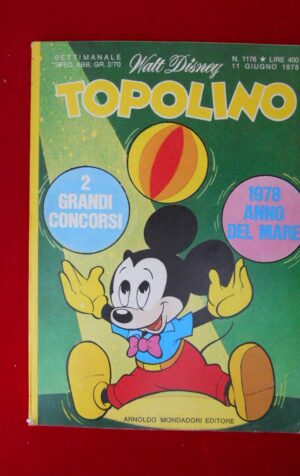 SETTIMANALE
SPED. ABB. GR. 2/70
Walt Disney
N. 1176 ★ LIRE 400
11 GIUGNO 1978
TOPOLINO
2
GRANDI
CONCORSI
1978
ANNO
DEL MARE
ARNOLDO MONDADORI EDITORE